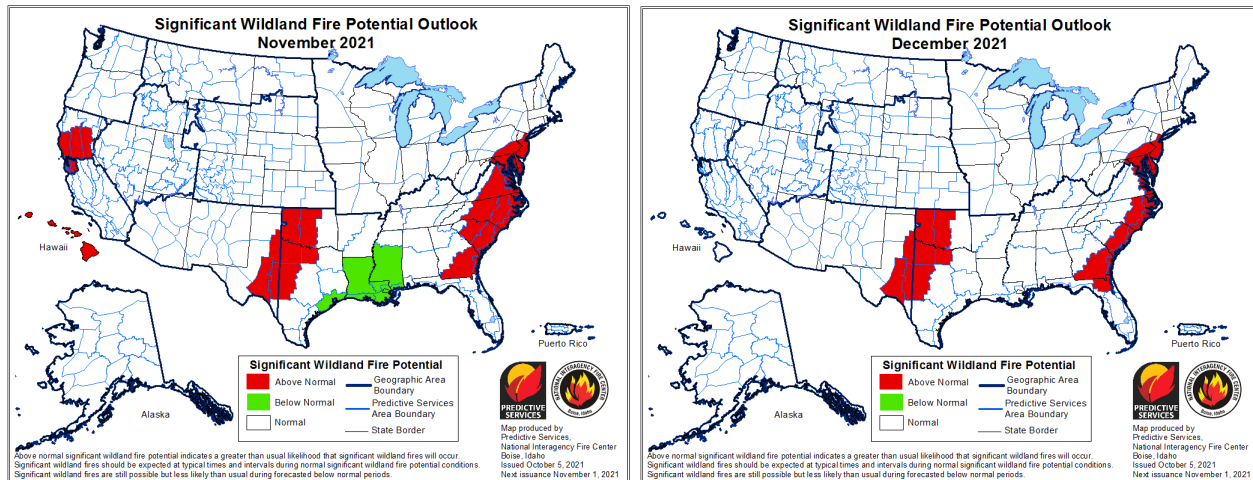 Significant Wildland Fire Potential Outlook
November 2021
Hawaii
Alaska
Puerto Rico
Significant Wildland Fire Potential
Above Normal
Below Normal
Normal
Geographic Area
Boundary
Predictive Services
Area Boundary
State Border
PREDICTIVE
SERVICES
NATIONAL INTERAGENCY FIRE CENTER
Boise, Idaho
Map produced by
Predictive Services,
National Interagency Fire Center
Boise, Idaho
Issued October 5, 2021
Next issuance November 1, 2021
Above normal significant wildland fire potential indicates a greater than usual likelihood that significant wildland fires will occur.
Significant wildland fires should be expected at typical times and intervals during normal significant wildland fire potential conditions.
Significant wildland fires are still possible but less likely than usual during forecasted below normal periods.
Significant Wildland Fire Potential Outlook
December 2021
Hawaii
Alaska
Puerto Rico
Significant Wildland Fire Potential
Above Normal
Below Normal
Normal
Geographic Area
Boundary
Predictive Services
Area Boundary
State Border
PREDICTIVE
SERVICES
NATIONAL INTERAGENCY FIRE CENTER
Boise, Idaho
Map produced by
Predictive Services,
National Interagency Fire Center
Boise, Idaho
Issued October 5, 2021
Next issuance November 1, 2021
Above normal significant wildland fire potential indicates a greater than usual likelihood that significant wildland fires will occur.
Significant wildland fires should be expected at typical times and intervals during normal significant wildland fire potential conditions.
Significant wildland fires are still possible but less likely than usual during forecasted below normal periods.